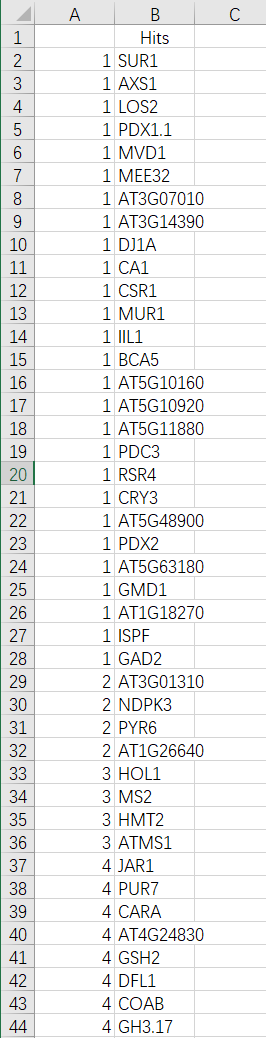 A B C
1 Hits
2 1 SUR1
3 1 AXS1
4 1 LOS2
5 1 PDX1.1
6 1 MVD1
7 1 MEE32
8 1 AT3G07010
9 1 AT3G14390
10 1 DJ1A
11 1 CA1
12 1 CSR1
13 1 MUR1
14 1 IIL1
15 1 BCA5
16 1 AT5G10160
17 1 AT5G10920
18 1 AT5G11880
19 1 PDC3
20 1 RSR4
21 1 CRY3
22 1 AT5G48900
23 1 PDX2
24 1 AT5G63180
25 1 GMD1
26 1 AT1G18270
27 1 ISPF
28 1 GAD2
29 2 AT3G01310
30 2 NDPK3
31 2 PYR6
32 2 AT1G26640
33 3 HOL1
34 3 MS2
35 3 HMT2
36 3 ATMS1
37 4 JAR1
38 4 PUR7
39 4 CARA
40 4 AT4G24830
41 4 GSH2
42 4 DFL1
43 4 COAB
44 4 GH3.17